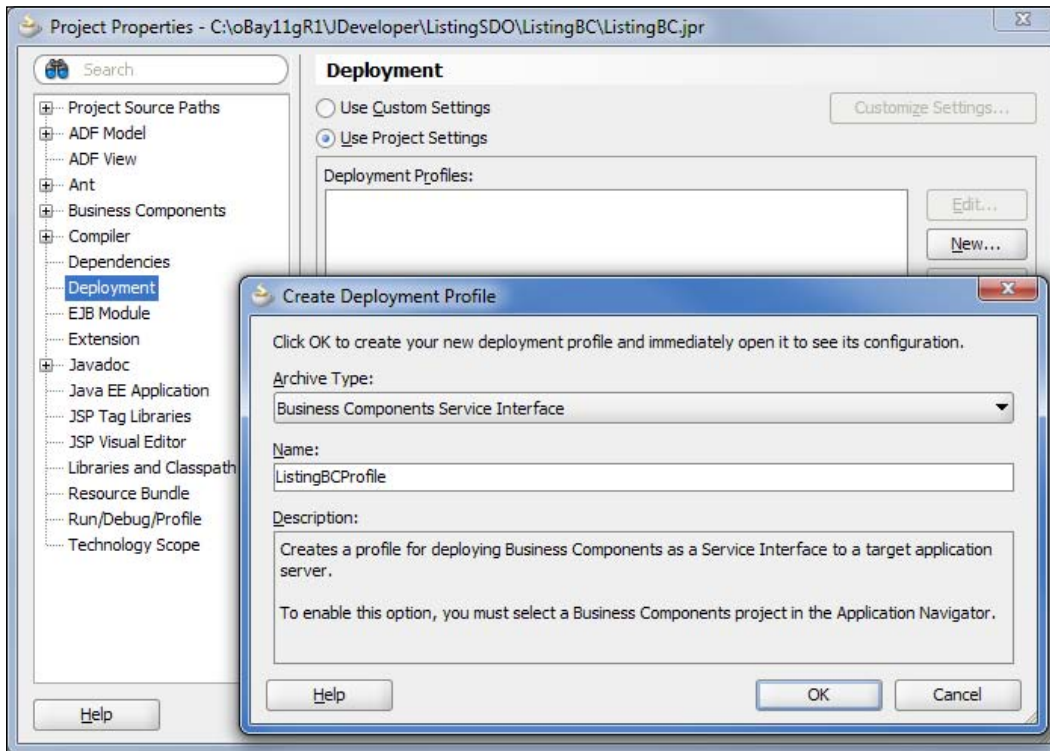 Project Properties - C:\oBay11gR1\JDeveloper\ListingSDO\ListingBC\ListingBC.jpr
Search
Project Source Paths
ADF Model
ADF View
Ant
Business Components
Compiler
Dependencies
Deployment
EJB Module
Extension
Javadoc
Java EE Application
JSP Tag Libraries
JSP Visual Editor
Libraries and Classpath
Resource Bundle
Run/Debug/Profile
Technology Scope
Help
Deployment
Use Custom Settings
Customize Settings...
Use Project Settings
Deployment Profiles:
Edit...
New...
Create Deployment Profile
Click OK to create your new deployment profile and immediately open it to see its configuration.
Archive Type:
Business Components Service Interface
Name:
ListingBCProfile
Description:
Creates a profile for deploying Business Components as a Service Interface to a target application
server.
To enable this option, you must select a Business Components project in the Application Navigator.
Help
OK
Cancel